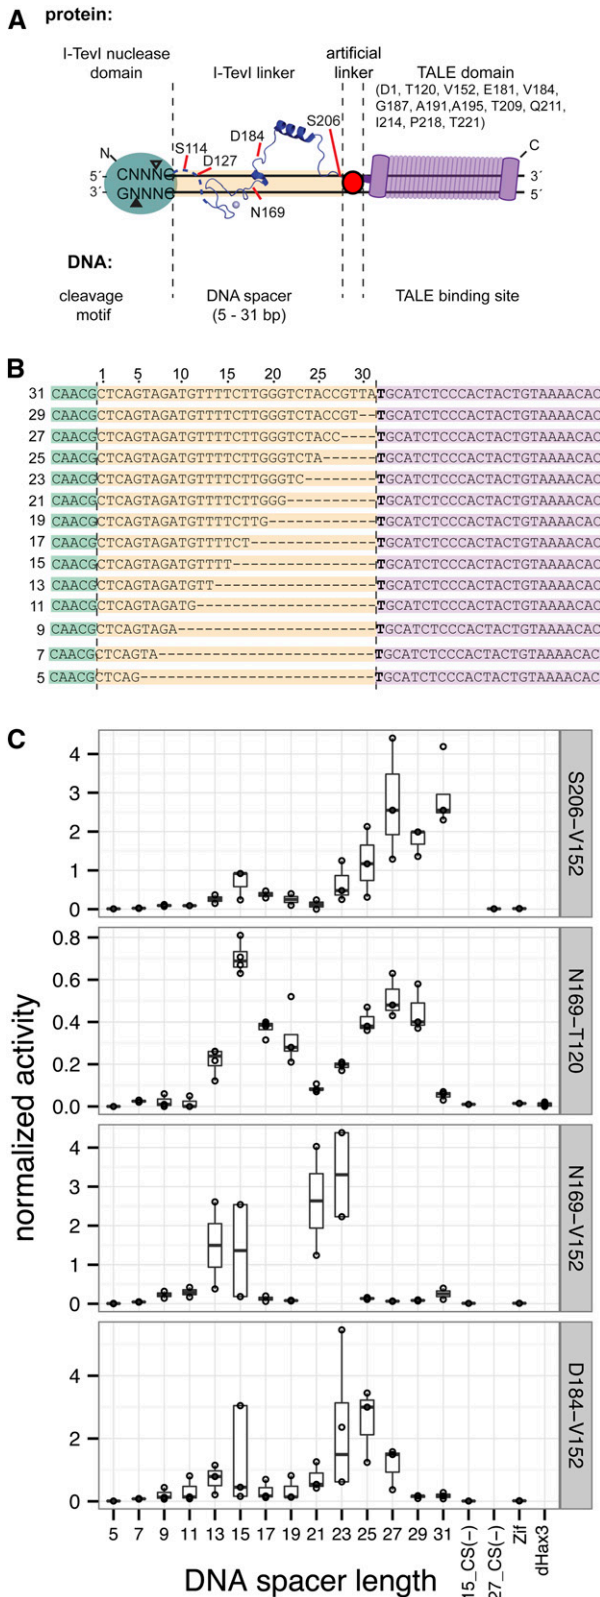 A protein:
I-TevI nuclease domain
I-TevI linker
artificial linker
TALE domain
(D1, T120, V152, E181, V184,
G187, A191,A195, T209, Q211,
I214, P218, T221)
S206
D184
S114
D127
N169
N
C
5´ CNNNG 3´
3´ GNNNC 5´
DNA:
cleavage motif
DNA spacer
(5 - 31 bp)
TALE binding site
B
1 5 10 15 20 25 30
31 CAACGCTCAGTAGATGTTTTCTTGGGTCTACCGTTATGCATCTCCCACTACTGTAAAACAC
29 CAACGCTCAGTAGATGTTTTCTTGGGTCTACCGT--TGCATCTCCCACTACTGTAAAACAC
27 CAACGCTCAGTAGATGTTTTCTTGGGTCTACC----TGCATCTCCCACTACTGTAAAACAC
25 CAACGCTCAGTAGATGTTTTCTTGGGTCTA------TGCATCTCCCACTACTGTAAAACAC
23 CAACGCTCAGTAGATGTTTTCTTGGGTC--------TGCATCTCCCACTACTGTAAAACAC
21 CAACGCTCAGTAGATGTTTTCTTGGG----------TGCATCTCCCACTACTGTAAAACAC
19 CAACGCTCAGTAGATGTTTTCTTG------------TGCATCTCCCACTACTGTAAAACAC
17 CAACGCTCAGTAGATGTTTTCT--------------TGCATCTCCCACTACTGTAAAACAC
15 CAACGCTCAGTAGATGTTTT----------------TGCATCTCCCACTACTGTAAAACAC
13 CAACGCTCAGTAGATGTT------------------TGCATCTCCCACTACTGTAAAACAC
11 CAACGCTCAGTAGATG--------------------TGCATCTCCCACTACTGTAAAACAC
9 CAACGCTCAGTAGA----------------------TGCATCTCCCACTACTGTAAAACAC
7 CAACGCTCAGTA------------------------TGCATCTCCCACTACTGTAAAACAC
5 CAACGCTCAG--------------------------TGCATCTCCCACTACTGTAAAACAC
C
normalized activity
4
3
2
1
0
S206−V152
0.8
0.6
0.4
0.2
0.0
N169−T120
4
3
2
1
0
N169−V152
4
2
0
D184−V152
5 7 9 11 13 15 17 19 21 23 25 27 29 31 15_CS(−) 27_CS(−) Zif dHax3
DNA spacer length